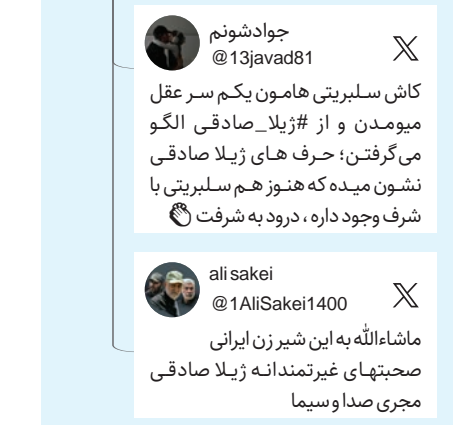 جوادشونم
@13javad81
کاش سلبریتی هامون یکم سر عقل
میومدن و از #ژیلا_صادقی الگو
می‌گرفتن؛ حرف های ژیلا صادقی
نشون میده که هنوز هم سلبریتی با
شرف وجود داره ، درود به شرفت 👏
ali sakei
@1AliSakei1400
ماشاءالله به این شیر زن ایرانی
صحبتهای غیرتمندانه ژیلا صادقی
مجری صدا و سیما